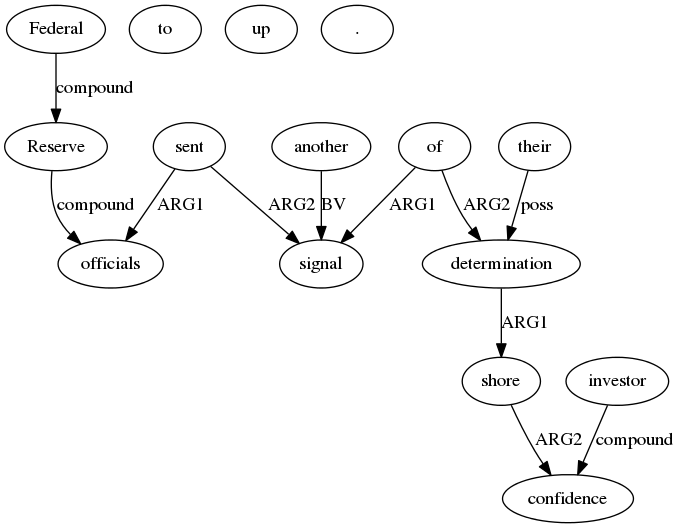 Federal to up .
compound
Reserve sent another of their
compound ARG1 ARG2 BV ARG1 ARG2 poss
officials signal determination
ARG1
shore investor
ARG2 compound
confidence